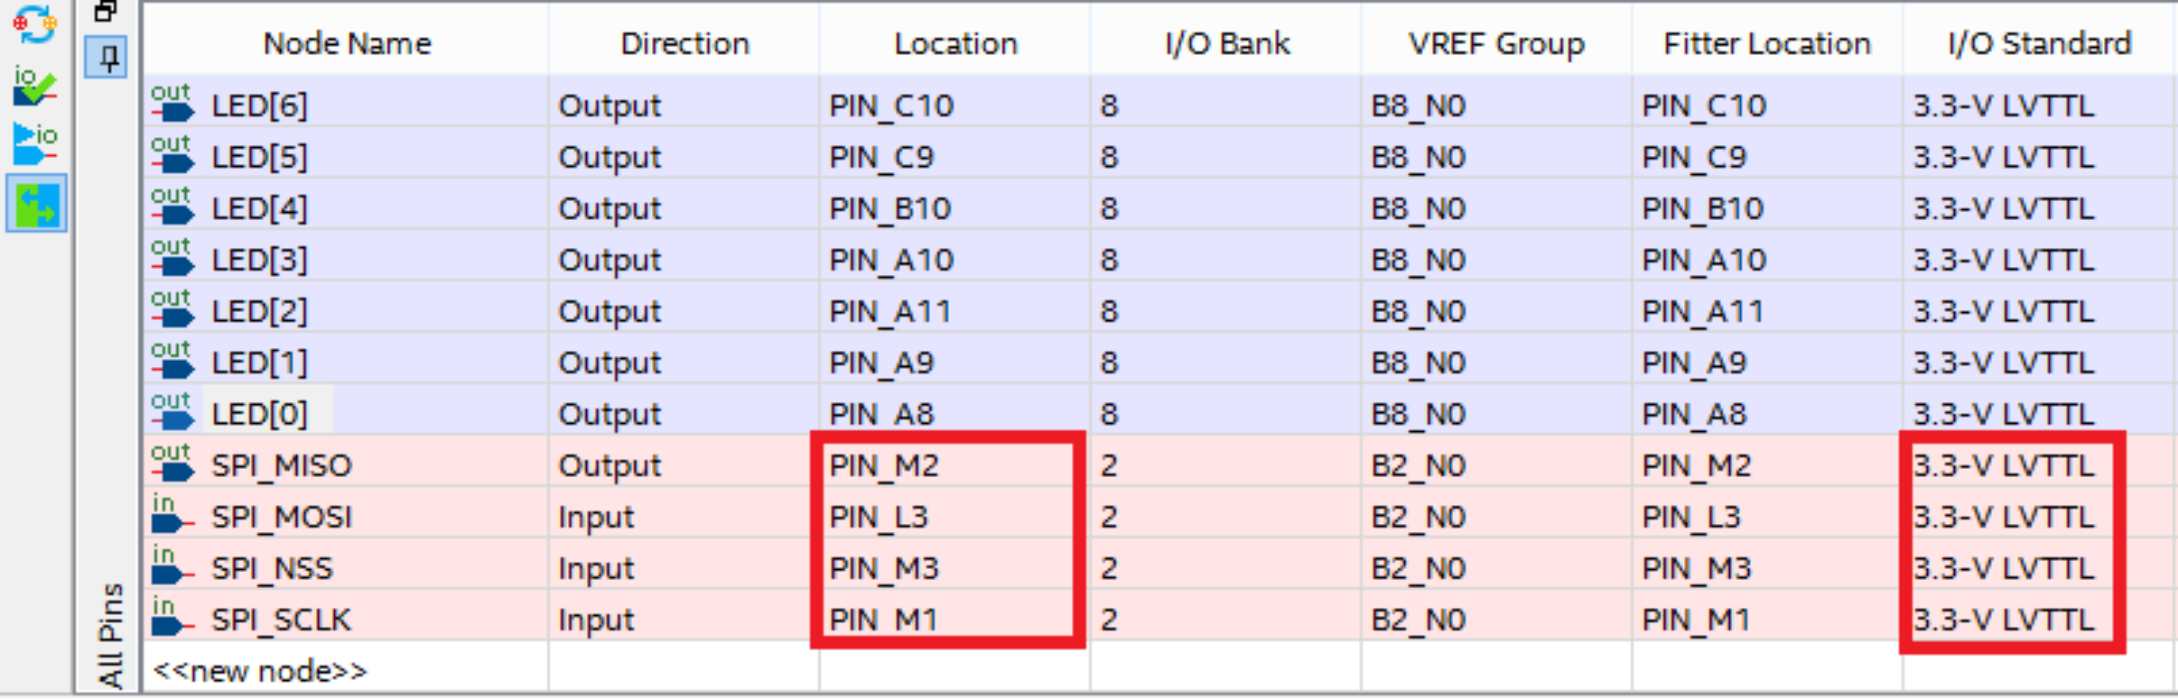 Node Name Direction Location I/O Bank VREF Group Fitter Location I/O Standard
out LED[6] Output PIN_C10 8 B8_N0 PIN_C10 3.3-V LVTTL
out LED[5] Output PIN_C9 8 B8_N0 PIN_C9 3.3-V LVTTL
out LED[4] Output PIN_B10 8 B8_N0 PIN_B10 3.3-V LVTTL
out LED[3] Output PIN_A10 8 B8_N0 PIN_A10 3.3-V LVTTL
out LED[2] Output PIN_A11 8 B8_N0 PIN_A11 3.3-V LVTTL
out LED[1] Output PIN_A9 8 B8_N0 PIN_A9 3.3-V LVTTL
out LED[0] Output PIN_A8 8 B8_N0 PIN_A8 3.3-V LVTTL
out SPI_MISO Output PIN_M2 2 B2_N0 PIN_M2 3.3-V LVTTL
in SPI_MOSI Input PIN_L3 2 B2_N0 PIN_L3 3.3-V LVTTL
in SPI_NSS Input PIN_M3 2 B2_N0 PIN_M3 3.3-V LVTTL
in SPI_SCLK Input PIN_M1 2 B2_N0 PIN_M1 3.3-V LVTTL
<<new node>>
All Pins
io
io